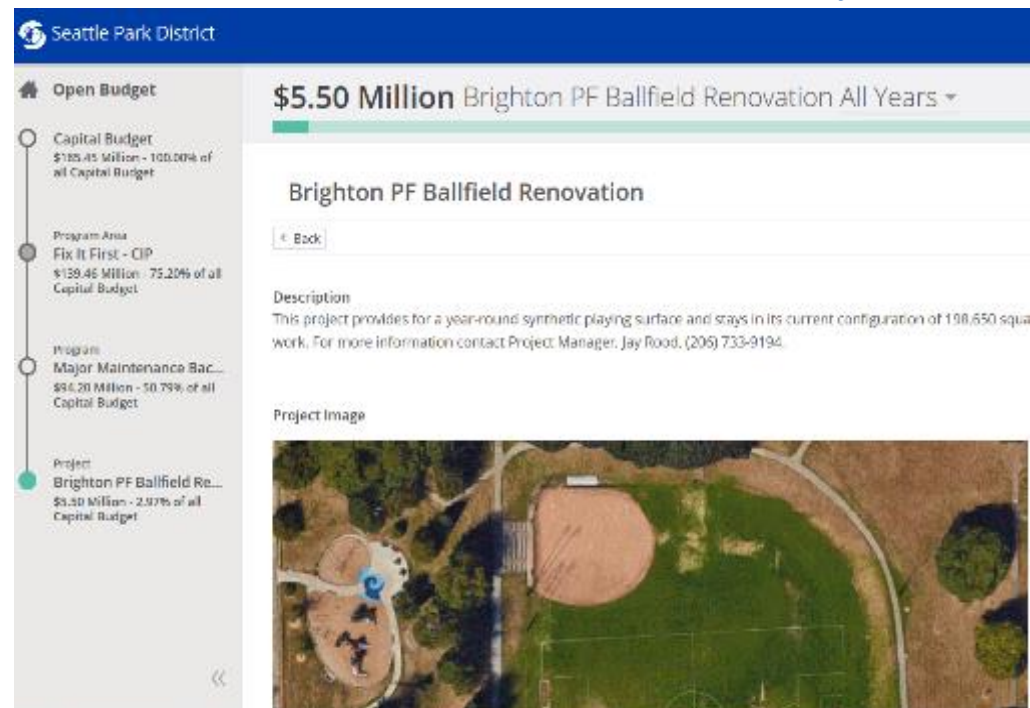 Seattle Park District
Open Budget
$5.50 Million Brighton PF Ballfield Renovation All Years
Capital Budget
$185.45 Million - 100.00% of
all Capital Budget
Program Area
Fix It First - CIP
$139.46 Million - 75.20% of all
Capital Budget
Program
Major Maintenance Bac...
$94.20 Million - 50.79% of all
Capital Budget
Project
Brighton PF Ballfield Re...
$5.50 Million - 2.97% of all
Capital Budget
Brighton PF Ballfield Renovation
Back
Description
This project provides for a year-round synthetic playing surface and stays in its current configuration of 198,650 squa
work. For more information contact Project Manager, Jay Rood, (206) 733-9194.
Project Image